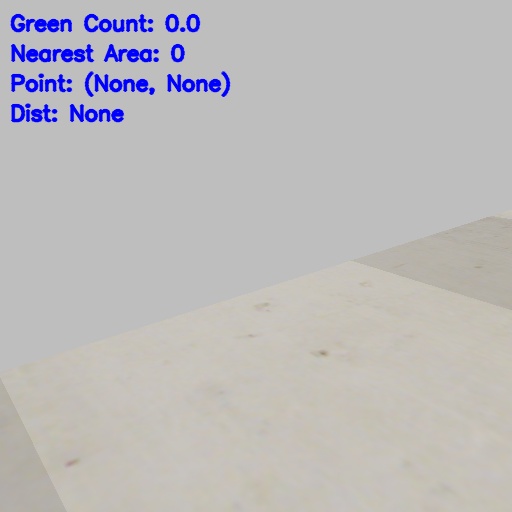 Green Count: 0.0
Nearest Area: 0
Point: (None, None)
Dist: None